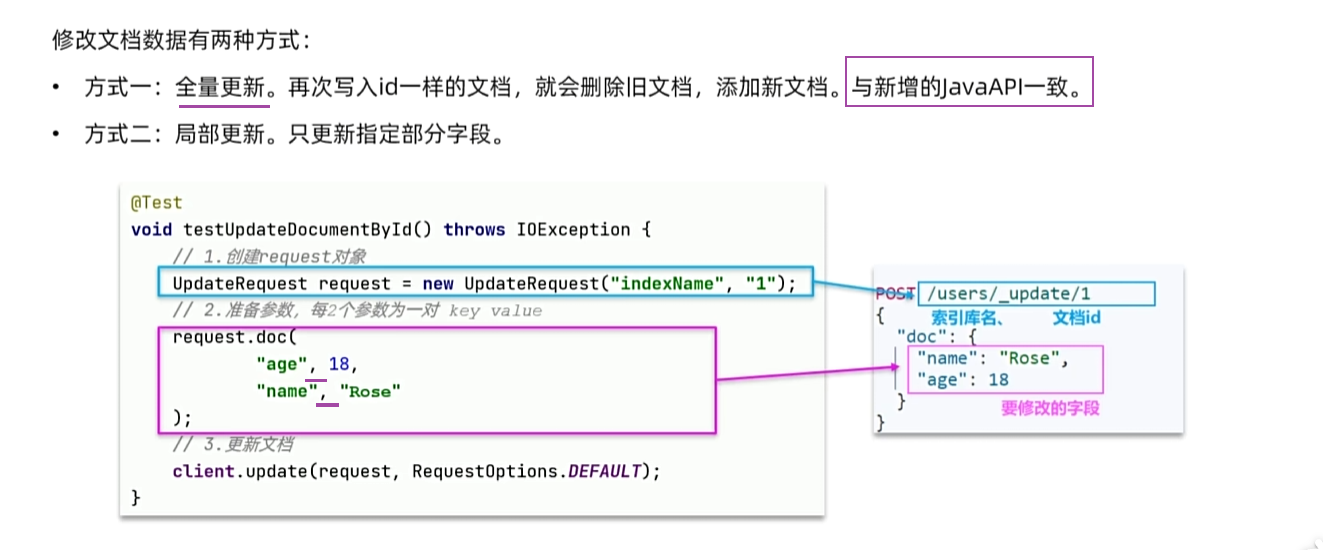 修改文档数据有两种方式：
• 方式一：全量更新。再次写入id一样的文档，就会删除旧文档，添加新文档。与新增的JavaAPI一致。
• 方式二：局部更新。只更新指定部分字段。
@Test
void testUpdateDocumentById() throws IOException {
// 1.创建request对象
UpdateRequest request = new UpdateRequest("indexName", "1");
// 2.准备参数，每2个参数为一对 key value
request.doc(
"age", 18,
"name", "Rose"
);
// 3.更新文档
client.update(request, RequestOptions.DEFAULT);
}
POST /users/_update/1
{ 索引库名、 文档id
"doc": {
"name": "Rose",
"age": 18
}
要修改的字段
}